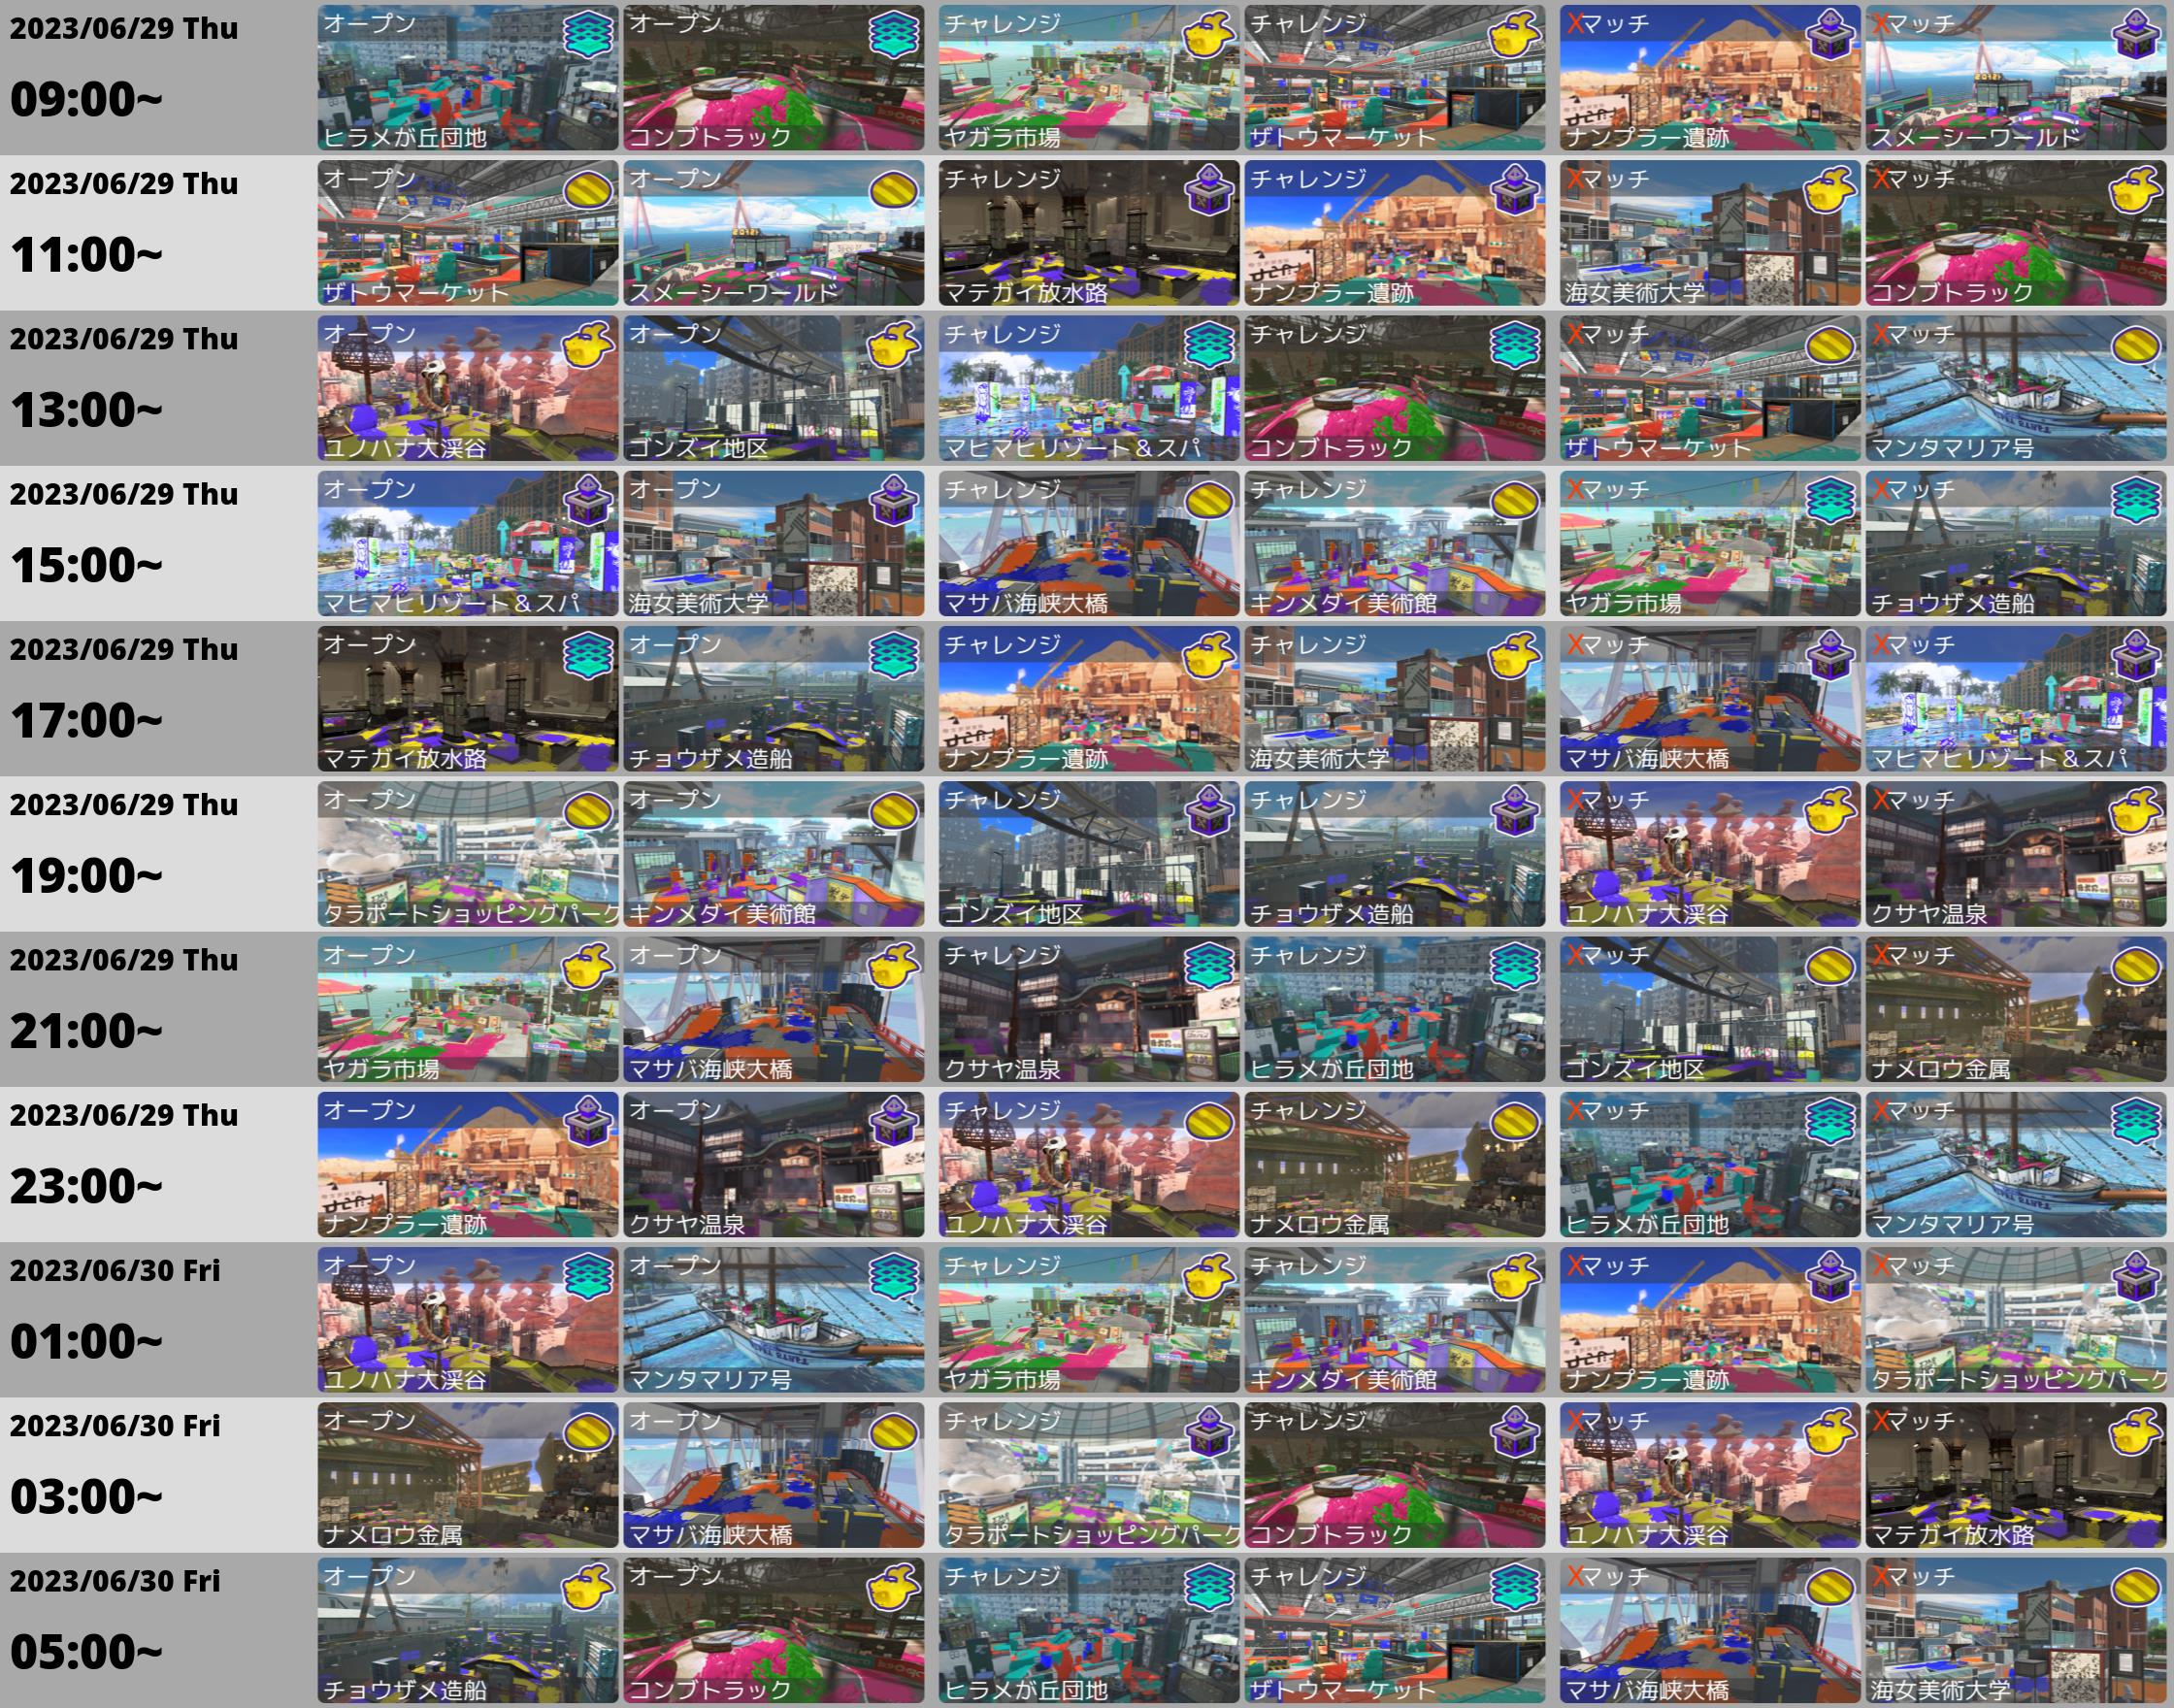 2023/06/29 Thu
09:00~
オープン オープン チャレンジ チャレンジ Xマッチ Xマッチ
ヒラメが丘団地 コンブトラック ヤガラ市場 ザトウマーケット ナンプラー遺跡 スメーシーワールド
2023/06/29 Thu
11:00~
オープン オープン チャレンジ チャレンジ Xマッチ Xマッチ
ザトウマーケット スメーシーワールド マテガイ放水路 ナンプラー遺跡 海女美術大学 コンブトラック
2023/06/29 Thu
13:00~
オープン オープン チャレンジ チャレンジ Xマッチ Xマッチ
ユノハナ大渓谷 ゴンズイ地区 マヒマヒリゾート＆スパ コンブトラック ザトウマーケット マンタマリア号
2023/06/29 Thu
15:00~
オープン オープン チャレンジ チャレンジ Xマッチ Xマッチ
マヒマヒリゾート＆スパ 海女美術大学 マサバ海峡大橋 キンメダイ美術館 ヤガラ市場 チョウザメ造船
2023/06/29 Thu
17:00~
オープン オープン チャレンジ チャレンジ Xマッチ Xマッチ
マテガイ放水路 チョウザメ造船 ナンプラー遺跡 海女美術大学 マサバ海峡大橋 マヒマヒリゾート＆スパ
2023/06/29 Thu
19:00~
オープン オープン チャレンジ チャレンジ Xマッチ Xマッチ
タラポートショッピングパーク キンメダイ美術館 ゴンズイ地区 チョウザメ造船 ユノハナ大渓谷 クサヤ温泉
2023/06/29 Thu
21:00~
オープン オープン チャレンジ チャレンジ Xマッチ Xマッチ
ヤガラ市場 マサバ海峡大橋 クサヤ温泉 ヒラメが丘団地 ゴンズイ地区 ナメロウ金属
2023/06/29 Thu
23:00~
オープン オープン チャレンジ チャレンジ Xマッチ Xマッチ
ナンプラー遺跡 クサヤ温泉 ユノハナ大渓谷 ナメロウ金属 ヒラメが丘団地 マンタマリア号
2023/06/30 Fri
01:00~
オープン オープン チャレンジ チャレンジ Xマッチ Xマッチ
ユノハナ大渓谷 マンタマリア号 ヤガラ市場 キンメダイ美術館 ナンプラー遺跡 タラポートショッピングパーク
2023/06/30 Fri
03:00~
オープン オープン チャレンジ チャレンジ Xマッチ Xマッチ
ナメロウ金属 マサバ海峡大橋 タラポートショッピングパーク コンブトラック ユノハナ大渓谷 マテガイ放水路
2023/06/30 Fri
05:00~
オープン オープン チャレンジ チャレンジ Xマッチ Xマッチ
チョウザメ造船 コンブトラック ヒラメが丘団地 ザトウマーケット マサバ海峡大橋 海女美術大学